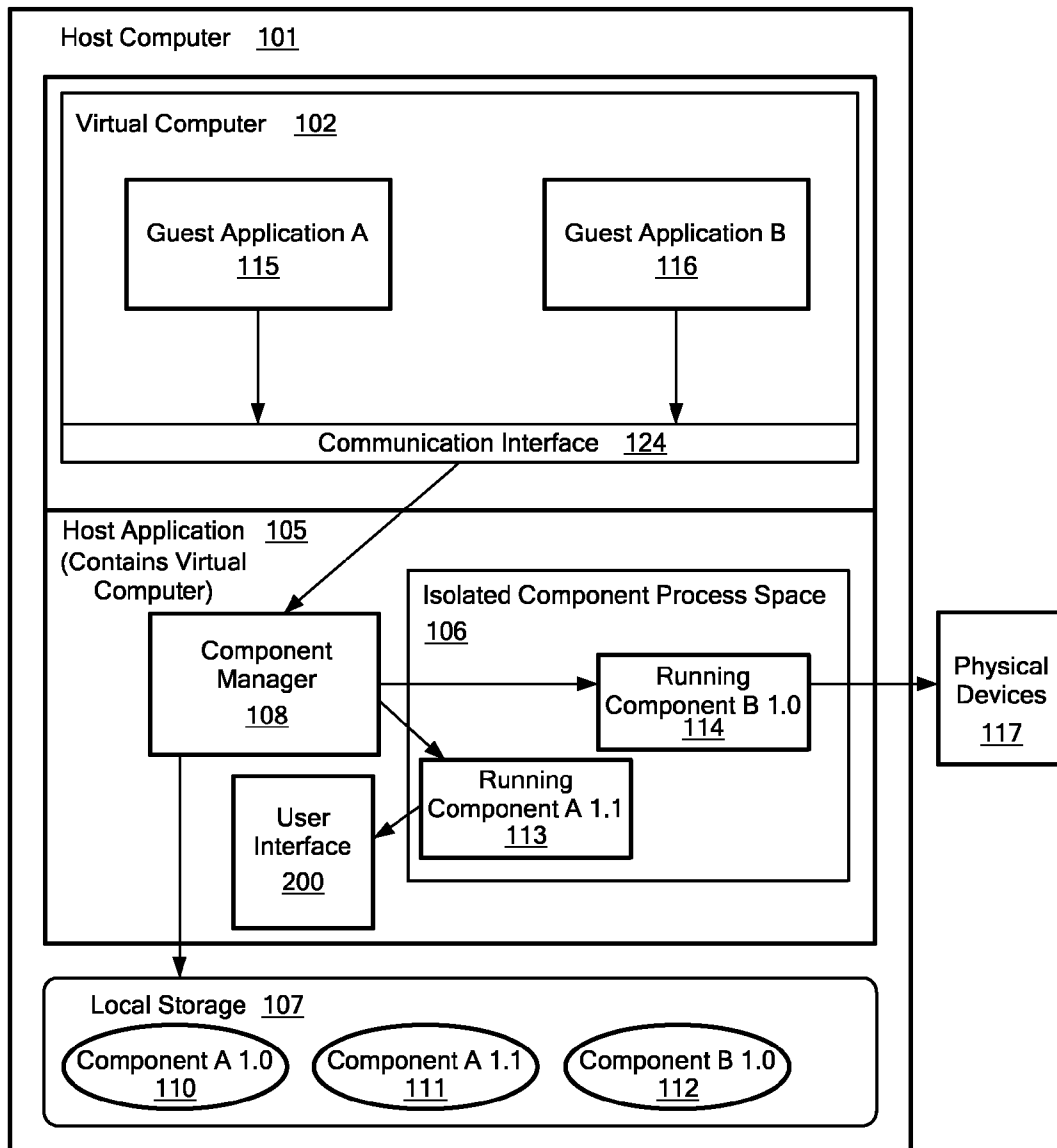 Host Computer 101
Virtual Computer 102
Guest Application A
115
Guest Application B
116
Communication Interface 124
Host Application 105
(Contains Virtual
Computer)
Component
Manager
108
Isolated Component Process Space
106
Running
Component B 1.0
114
Physical
Devices
117
Running
Component A 1.1
113
User
Interface
200
Local Storage 107
Component A 1.0
110
Component A 1.1
111
Component B 1.0
112